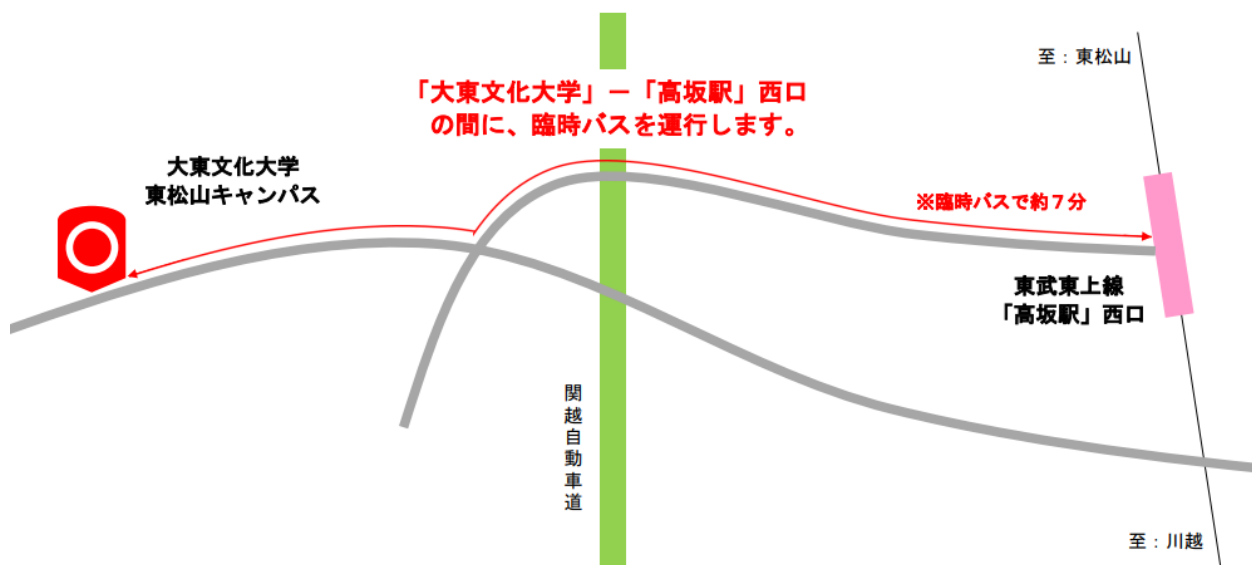 至：東松山
「大東文化大学」－「高坂駅」西口
の間に、臨時バスを運行します。
大東文化大学
東松山キャンパス
※臨時バスで約７分
東武東上線
「高坂駅」西口
関越自動車道
至：川越